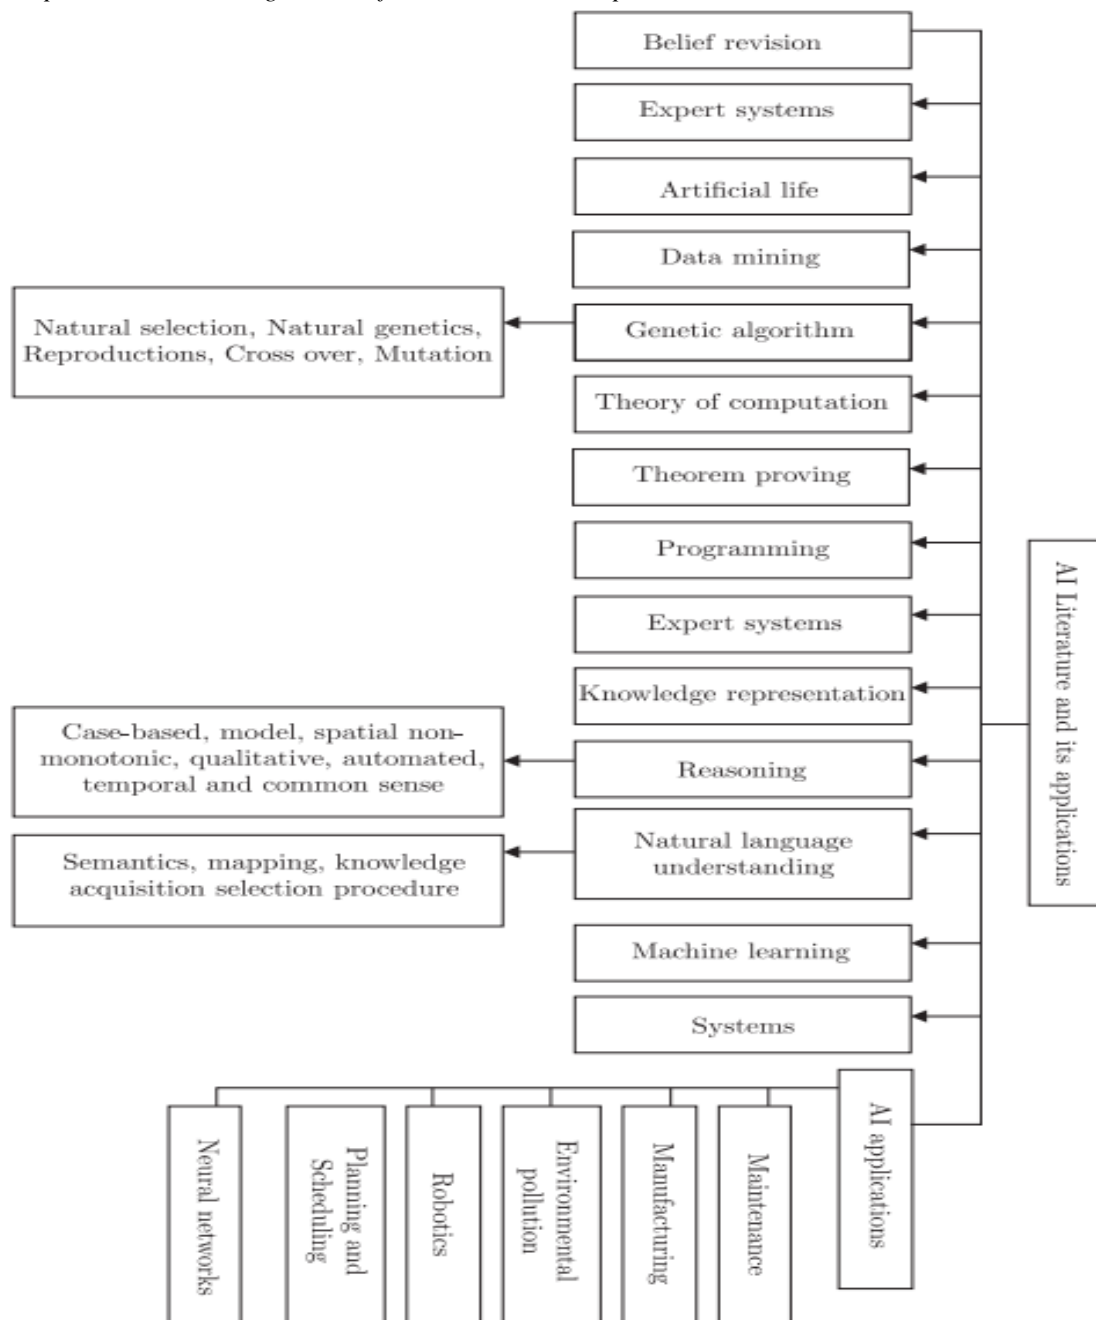 Belief revision
Expert systems
Artificial life
Data mining
Genetic algorithm
Natural selection, Natural genetics,
Reproductions, Cross over, Mutation
Theory of computation
Theorem proving
Programming
Expert systems
Knowledge representation
Reasoning
Case-based, model, spatial non-
monotonic, qualitative, automated,
temporal and common sense
Natural language
understanding
Semantics, mapping, knowledge
acquisition selection procedure
Machine learning
Systems
AI Literature and its applications
AI applications
Maintenance
Manufacturing
Environmental
pollution
Robotics
Planning and
Scheduling
Neural networks